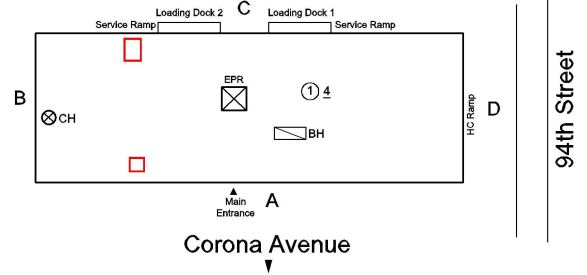 C
Loading Dock 2
Loading Dock 1
Service Ramp
Service Ramp
B
EPR
1 4
CH
BH
HC Ramp
D
94th Street
Main
Entrance
A
Corona Avenue